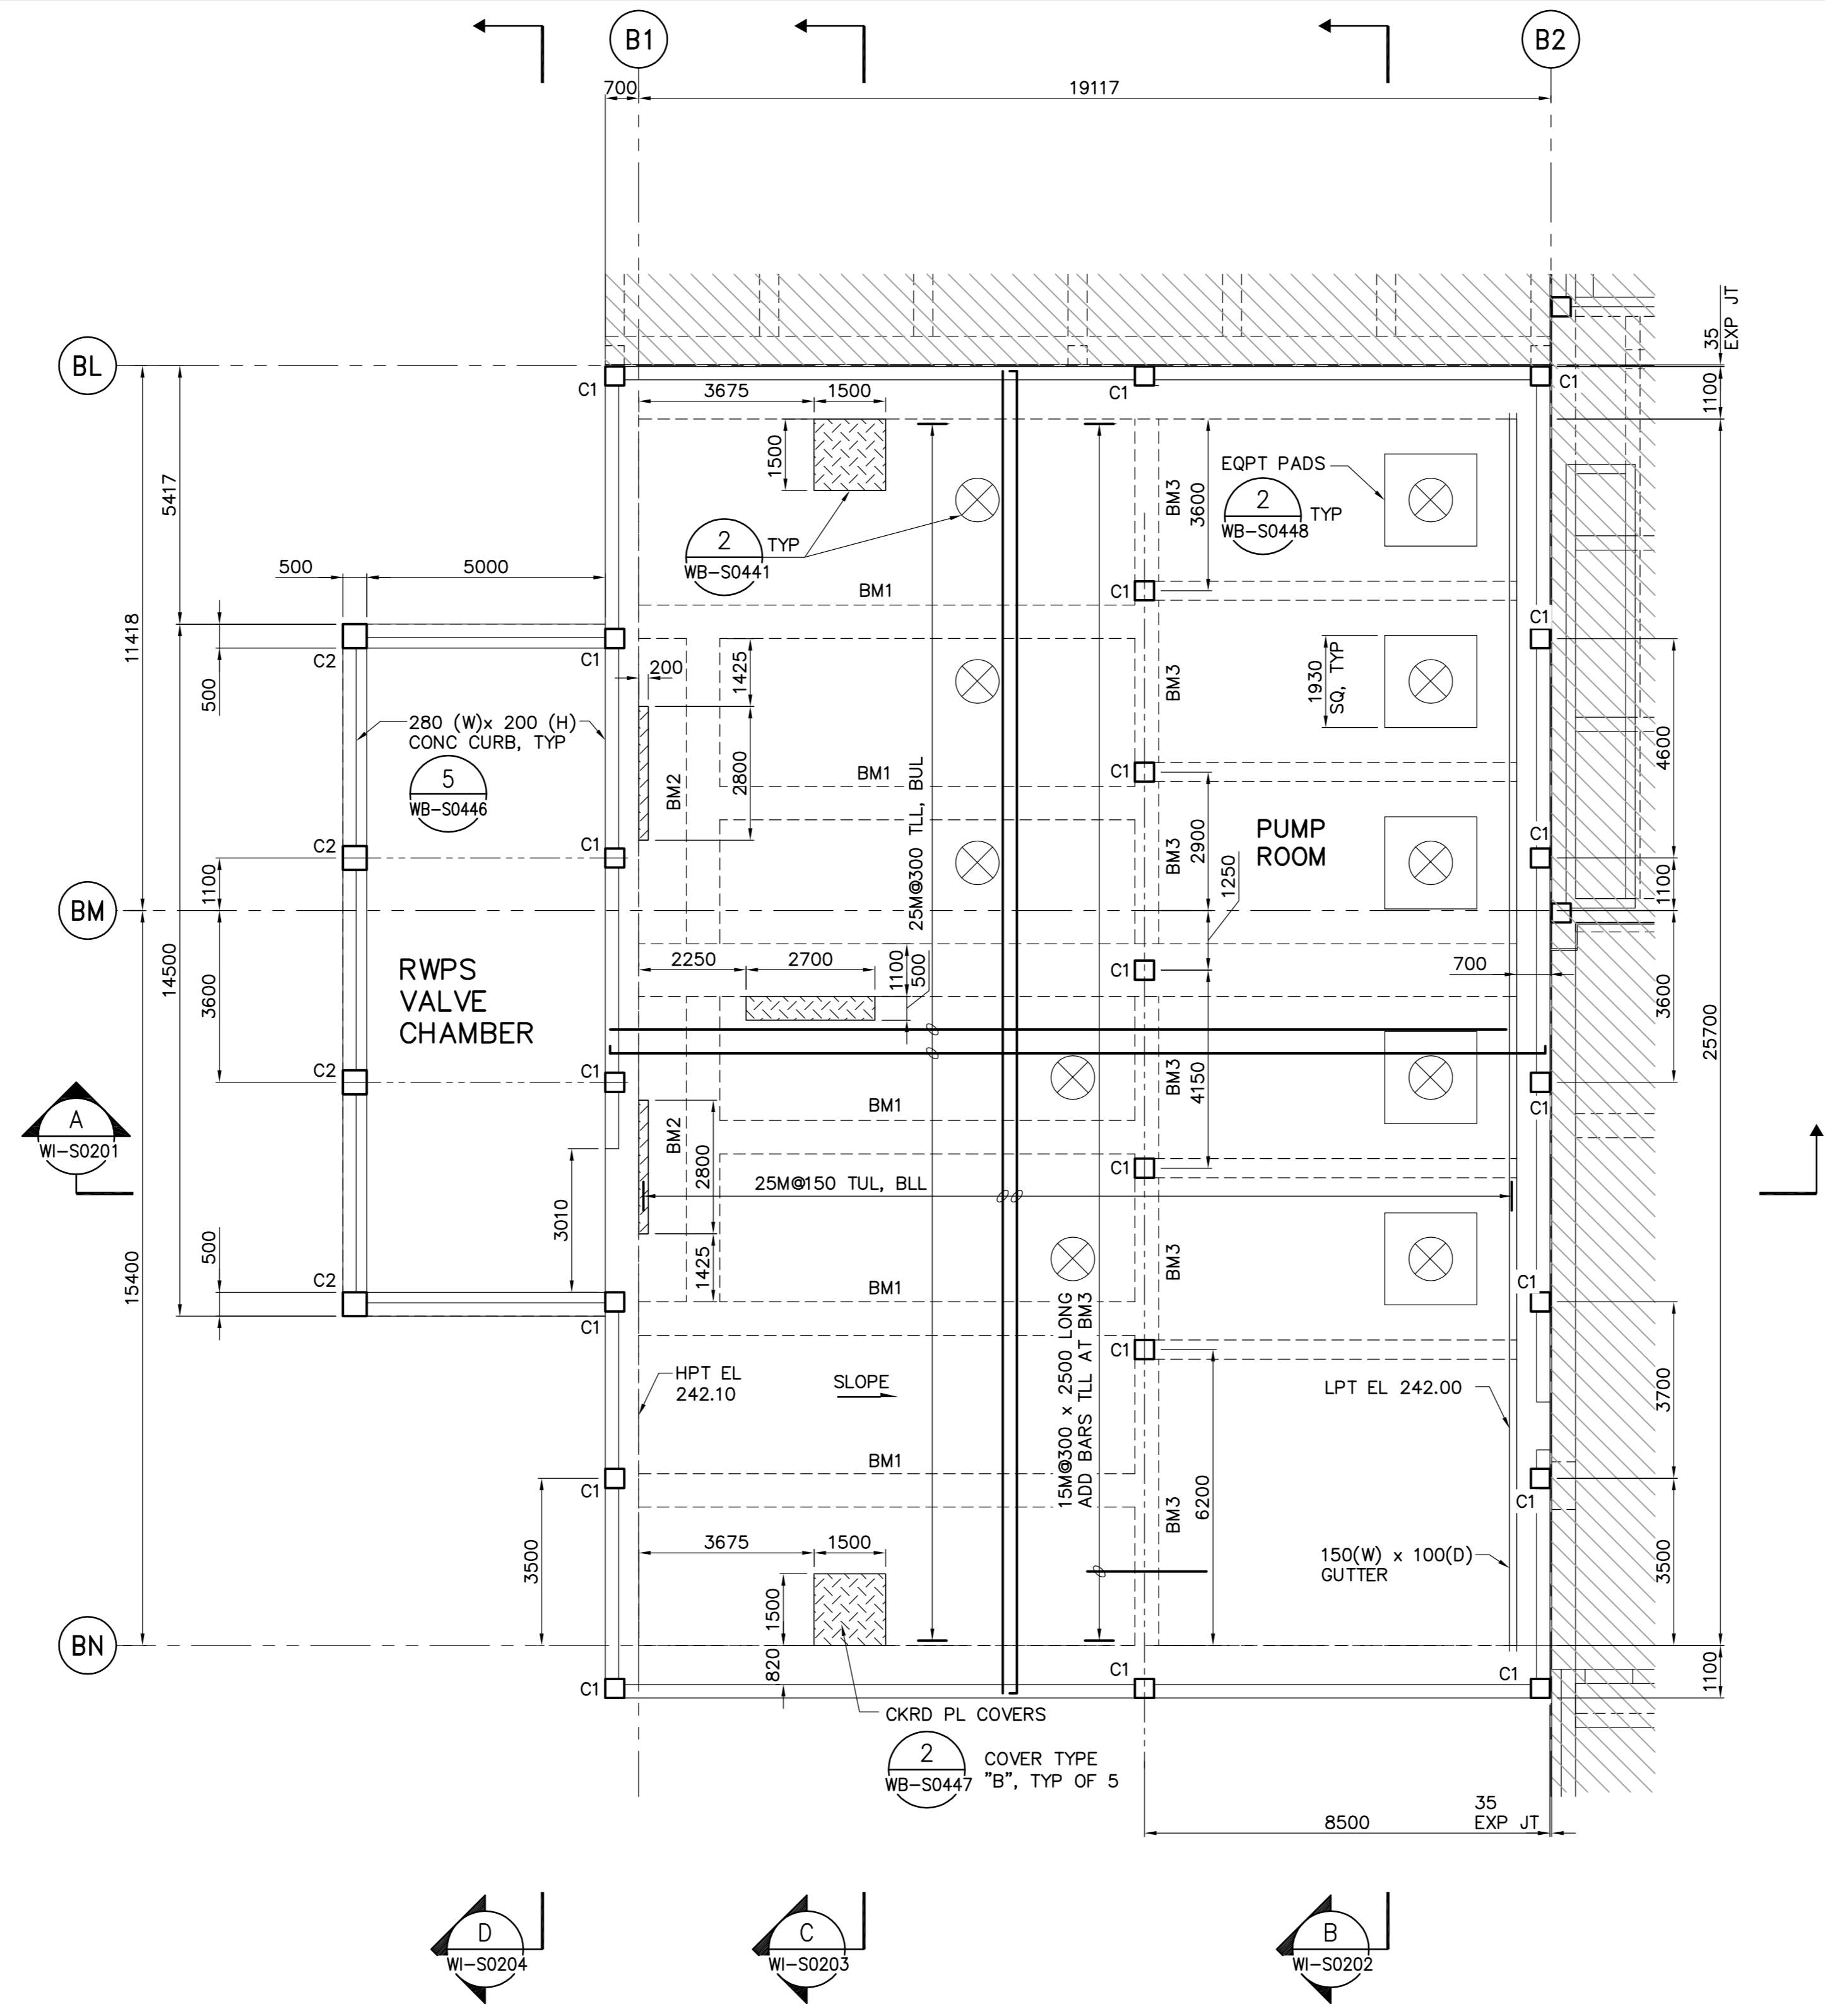 B1
B2
700
19117
35
EXP JT
BL
C1
C1
C1
1100
3675
1500
1500
5417
EQPT PADS
BM3
3600
2
TYP
WB-S0448
2
TYP
WB-S0441
500
5000
BM1
C1
C1
11418
C2
C1
200
1425
BM3
1930
SQ, TYP
500
280 (W)x 200 (H)
CONC CURB, TYP
5
WB-S0446
BM2
2800
BM1
C1
4600
25M@300 TLL, BUL
PUMP
ROOM
C2
C1
BM3
2900
1250
C1
1100
1100
BM
14500
3600
RWPS
VALVE
CHAMBER
2250
2700
1100
500
C1
700
3600
25700
C2
C1
BM3
4150
C1
A
WI-S0201
BM2
BM1
2800
C1
25M@150 TUL, BLL
3010
15400
500
C2
1425
BM1
BM3
C1
C1
15M@300 x 2500 LONG
ADD BARS TLL AT BM3
HPT EL
242.10
SLOPE
C1
LPT EL 242.00
3700
BM1
C1
C1
3500
3675
1500
BM3
6200
150(W) x 100(D)
GUTTER
3500
1500
BN
820
C1
C1
C1
1100
CKRD PL COVERS
2
WB-S0447
COVER TYPE
"B", TYP OF 5
8500
35
EXP JT
D
WI-S0204
C
WI-S0203
B
WI-S0202